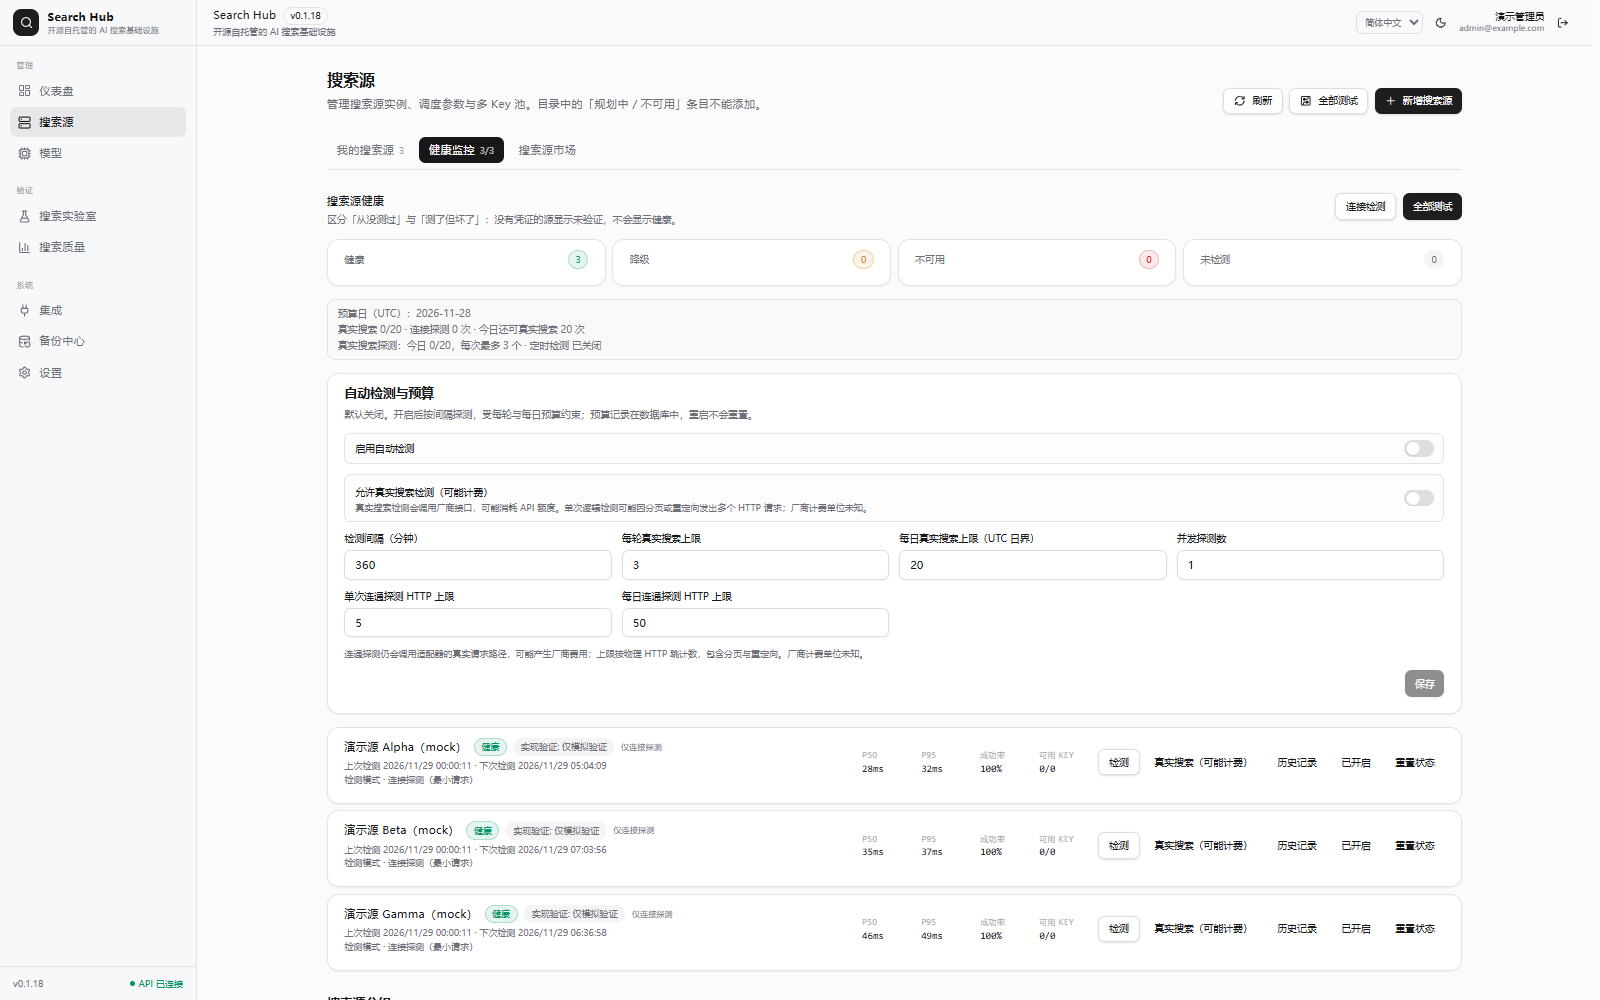 Search Hub
开源自托管的 AI 搜索基础设施
管理
仪表盘
搜索源
模型
验证
搜索实验室
搜索质量
系统
集成
备份中心
设置
v0.1.18
API 已连接
Search Hub v0.1.18
开源自托管的 AI 搜索基础设施
简体中文
演示管理员
admin@example.com
搜索源
管理搜索源实例、调度参数与多 Key 池。目录中的「规划中 / 不可用」条目不能添加。
刷新
全部测试
新增搜索源
我的搜索源 3
健康监控 3/3
搜索源市场
搜索源健康
区分「从没测过」与「测了但坏了」：没有凭证的源显示未验证，不会显示健康。
连接检测
全部测试
健康 3
降级 0
不可用 0
未检测 0
预算日（UTC）：2026-11-28
真实搜索 0/20 · 连接探测 0 次 · 今日还可真实搜索 20 次
真实搜索探测：今日 0/20，每次最多 3 个 · 定时检测 已关闭
自动检测与预算
默认关闭。开启后按间隔探测，受每轮与每日预算约束；预算记录在数据库中，重启不会重置。
启用自动检测
允许真实搜索检测（可能计费）
真实搜索检测会调用厂商接口，可能消耗 API 额度。单次逻辑检测可能因分页或重定向发出多个 HTTP 请求；厂商计费单位未知。
检测间隔（分钟）
360
每轮真实搜索上限
3
每日真实搜索上限（UTC 日界）
20
并发探测数
1
单次连通探测 HTTP 上限
5
每日连通探测 HTTP 上限
50
连通探测仍会调用适配器的真实请求路径，可能产生厂商费用；上限按物理 HTTP 跳计数，包含分页与重定向。厂商计费单位未知。
保存
演示源 Alpha（mock） 健康 实现验证: 仅模拟验证 仅连接探测
上次检测 2026/11/29 00:00:11 · 下次检测 2026/11/29 05:04:09
检测模式 · 连接探测（最小请求）
P50 P95 成功率 可用 KEY
28ms 32ms 100% 0/0
检测 真实搜索（可能计费） 历史记录 已开启 重置状态
演示源 Beta（mock） 健康 实现验证: 仅模拟验证 仅连接探测
上次检测 2026/11/29 00:00:11 · 下次检测 2026/11/29 07:03:56
检测模式 · 连接探测（最小请求）
P50 P95 成功率 可用 KEY
35ms 37ms 100% 0/0
检测 真实搜索（可能计费） 历史记录 已开启 重置状态
演示源 Gamma（mock） 健康 实现验证: 仅模拟验证 仅连接探测
上次检测 2026/11/29 00:00:11 · 下次检测 2026/11/29 06:36:58
检测模式 · 连接探测（最小请求）
P50 P95 成功率 可用 KEY
46ms 49ms 100% 0/0
检测 真实搜索（可能计费） 历史记录 已开启 重置状态